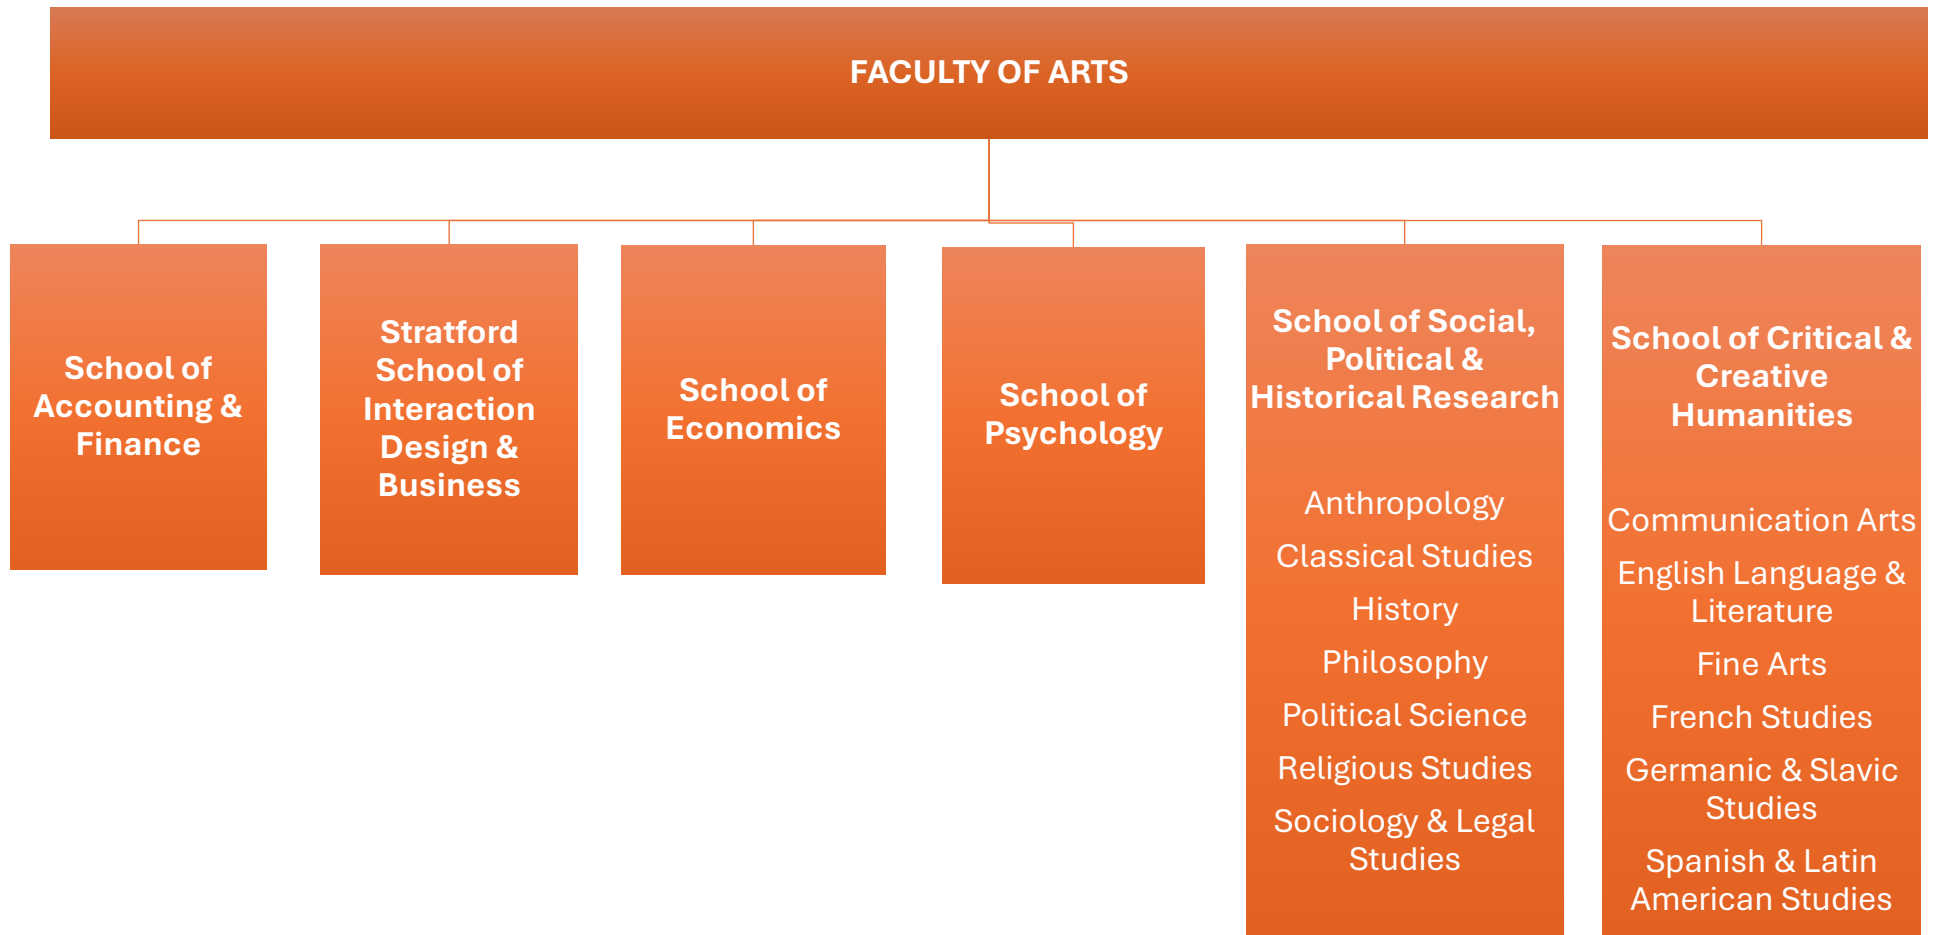 FACULTY OF ARTS
School of
Accounting &
Finance
Stratford
School of
Interaction
Design &
Business
School of
Economics
School of
Psychology
School of Social,
Political &
Historical Research
Anthropology
Classical Studies
History
Philosophy
Political Science
Religious Studies
Sociology & Legal
Studies
School of Critical &
Creative
Humanities
Communication Arts
English Language &
Literature
Fine Arts
French Studies
Germanic & Slavic
Studies
Spanish & Latin
American Studies